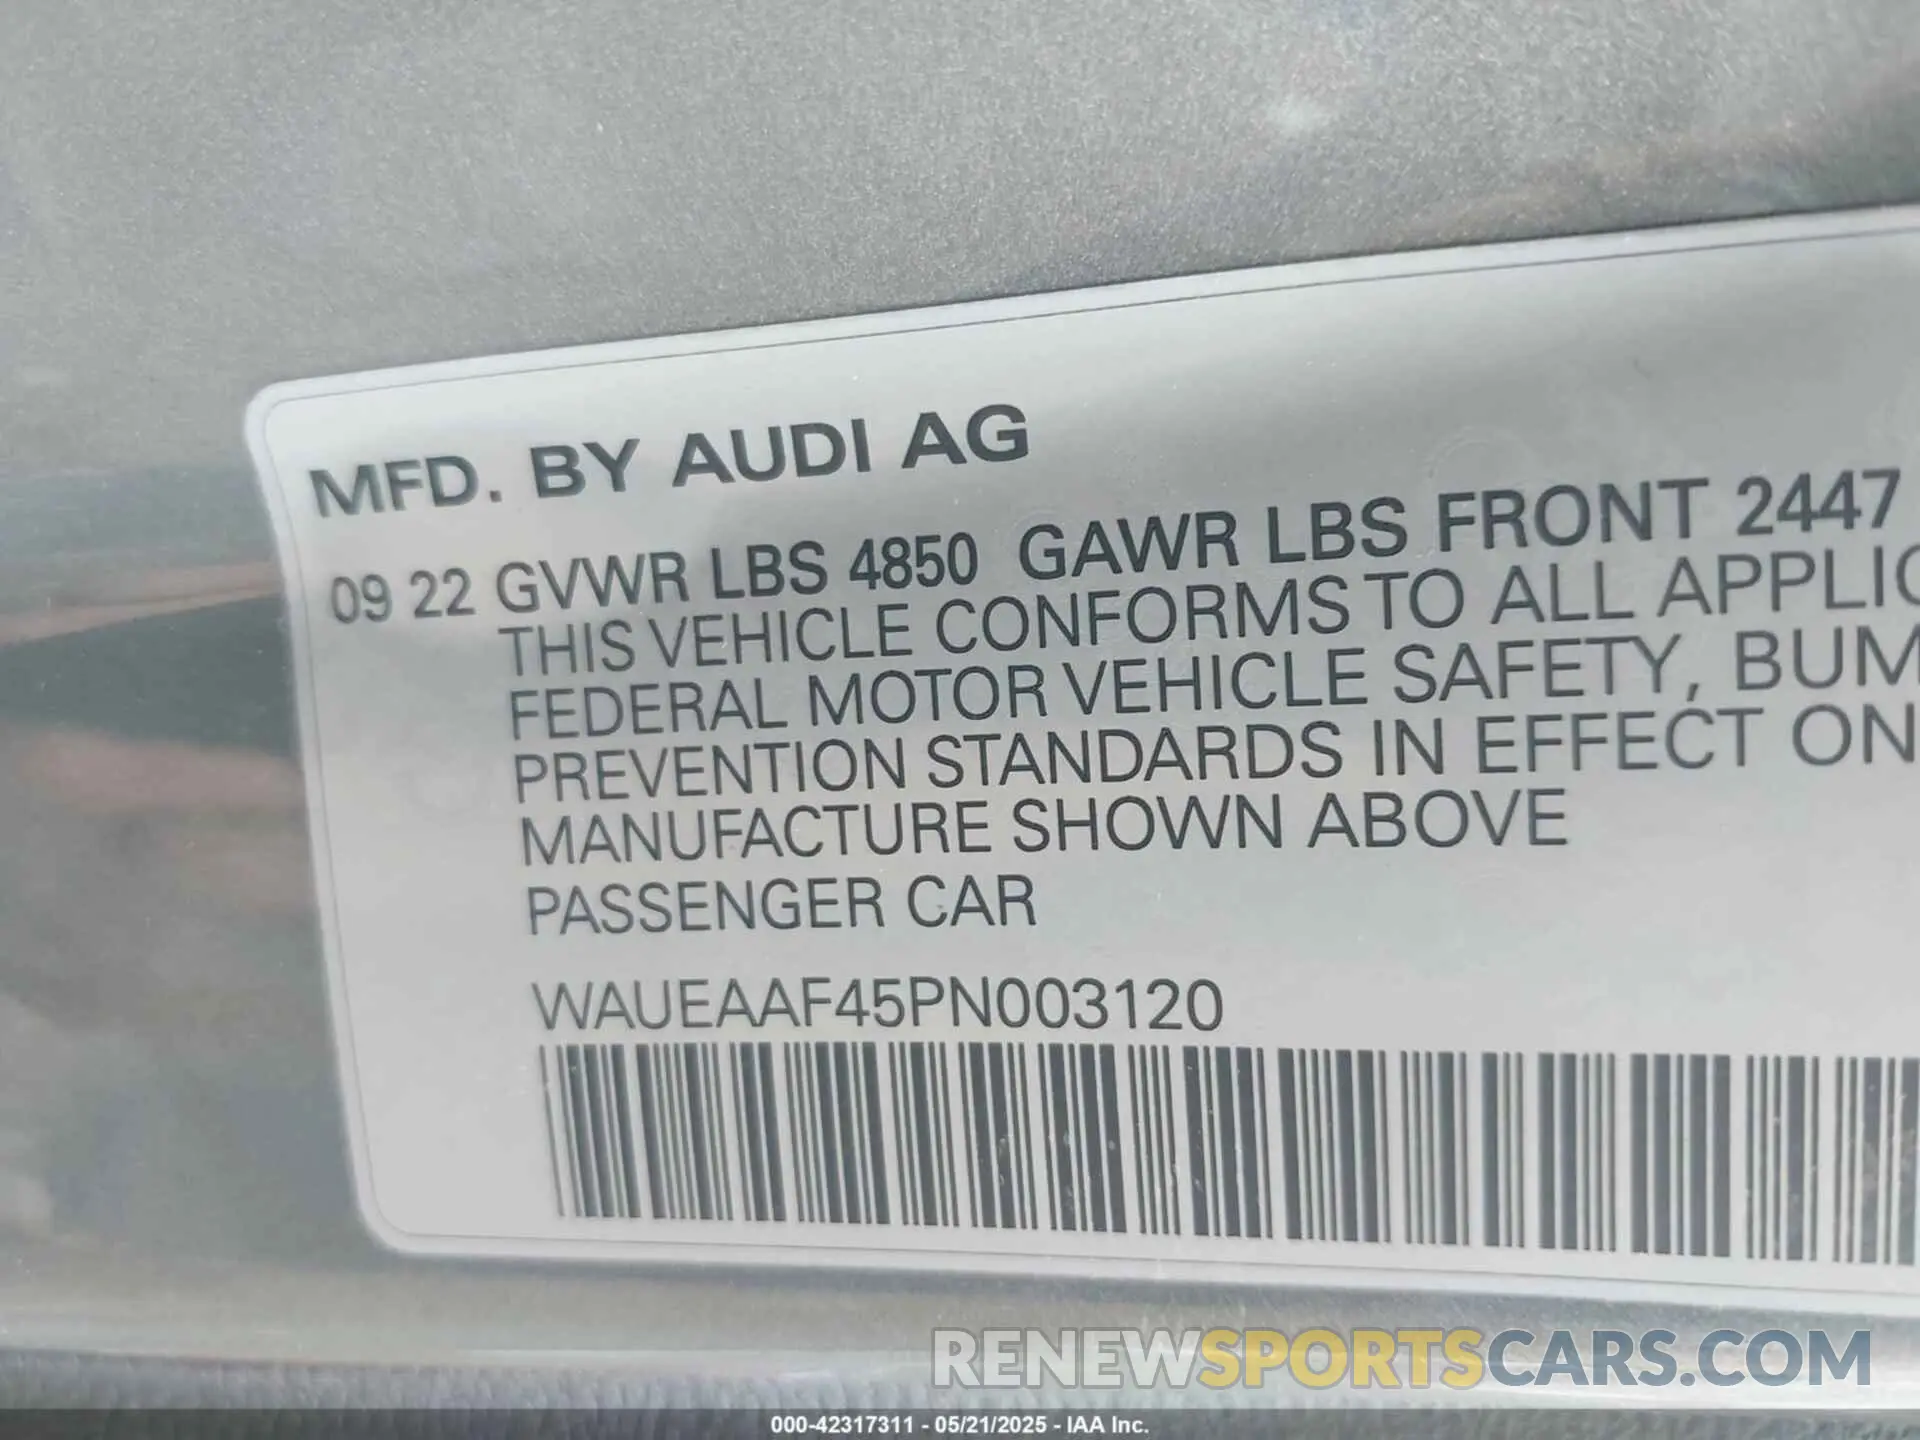 MFD. BY AUDI AG
09 22 GVWR LBS 4850 GAWR LBS FRONT 2447
THIS VEHICLE CONFORMS TO ALL APPLIC
FEDERAL MOTOR VEHICLE SAFETY, BUM
PREVENTION STANDARDS IN EFFECT ON
MANUFACTURE SHOWN ABOVE
PASSENGER CAR
WAUEAAF45PN003120
RENEWSPORTSCARS.COM
000-42317311 - 05/21/2025 - IAA Inc.